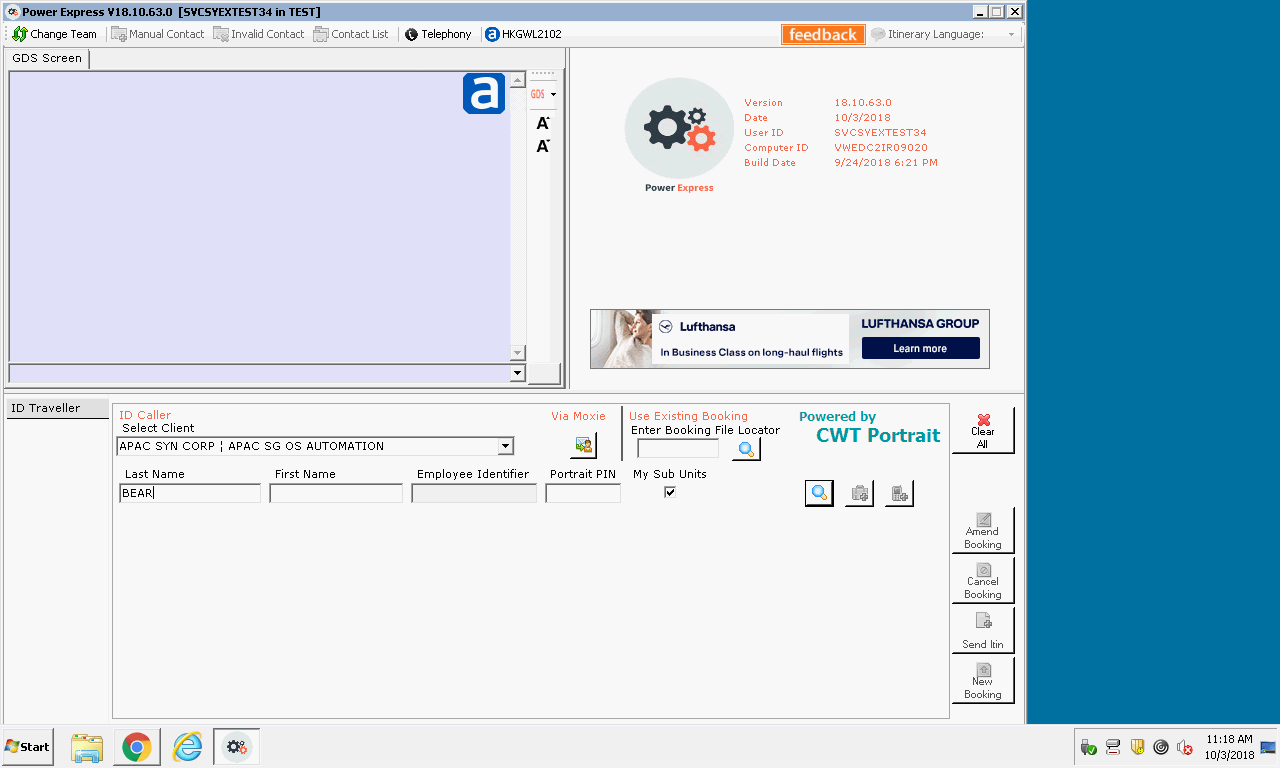 Power Express V18.10.63.0 [SVCSYEXTEST34 in TEST]
Change Team
Contact
Invalid Contact
Contact List
Telephony
a HKGWL2102
feedback
Itinerary Language:
GDS Screen
a
GDS
A
A
Power Express
Version 18.10.63.0
Date 10/3/2018
User ID SVCSYEXTEST34
Computer ID VWEDC2IR09020
Build Date 9/24/2018 6:21 PM
Lufthansa
In Business Class on long-haul flights
LUFTHANSA GROUP
Learn more
ID Traveller
ID Caller
Via Moxie
Use Existing Booking
Select Client
Enter Booking File Locator
Powered by
CWT Portrait
APAC SYN CORP ¦ APAC SG OS AUTOMATION
Last Name
First Name
Employee Identifier
Portrait PIN
My Sub Units
BEAR
Clear
All
Amend
Booking
Cancel
Booking
Send Itin
New
Booking
Start
11:18 AM
10/3/2018